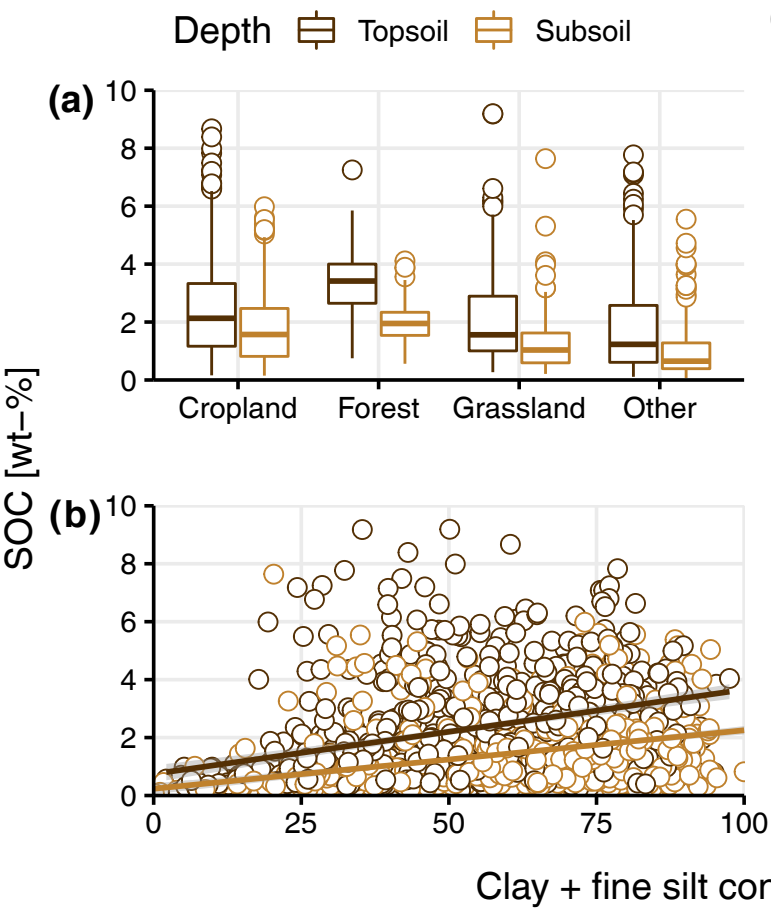 Depth Topsoil Subsoil
(a)
10
8
6
4
2
0
Cropland Forest Grassland Other
SOC [wt–%]
(b)
10
8
6
4
2
0
0 25 50 75 100
Clay + fine silt con